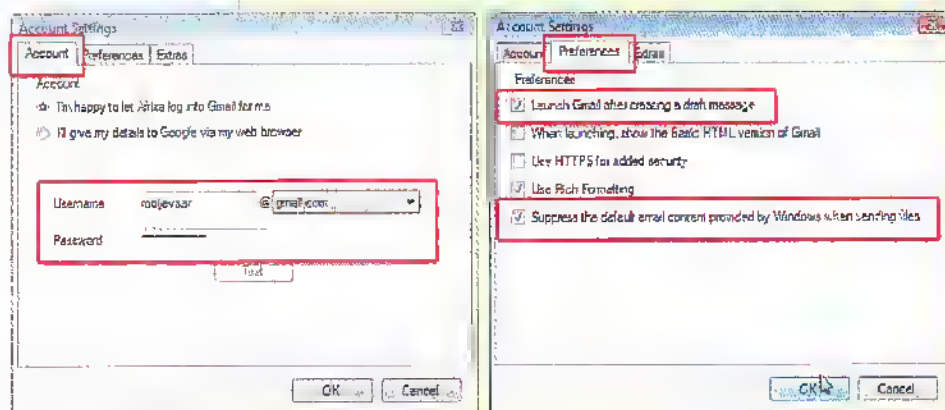 Account Settings
Account Preferences Extras
Account
I'm happy to let Affixa log into Gmail for me
I'll give my details to Google via my web browser
Username @ gmail.com
Password
Test
OK Cancel
Account Settings
Account Preferences Extras
Preferences
Launch Gmail after creating a draft message
When launching, show the Basic HTML version of Gmail
Use HTTPS for added security
Use Rich Formatting
Suppress the default email content provided by Windows when sending files
OK Cancel